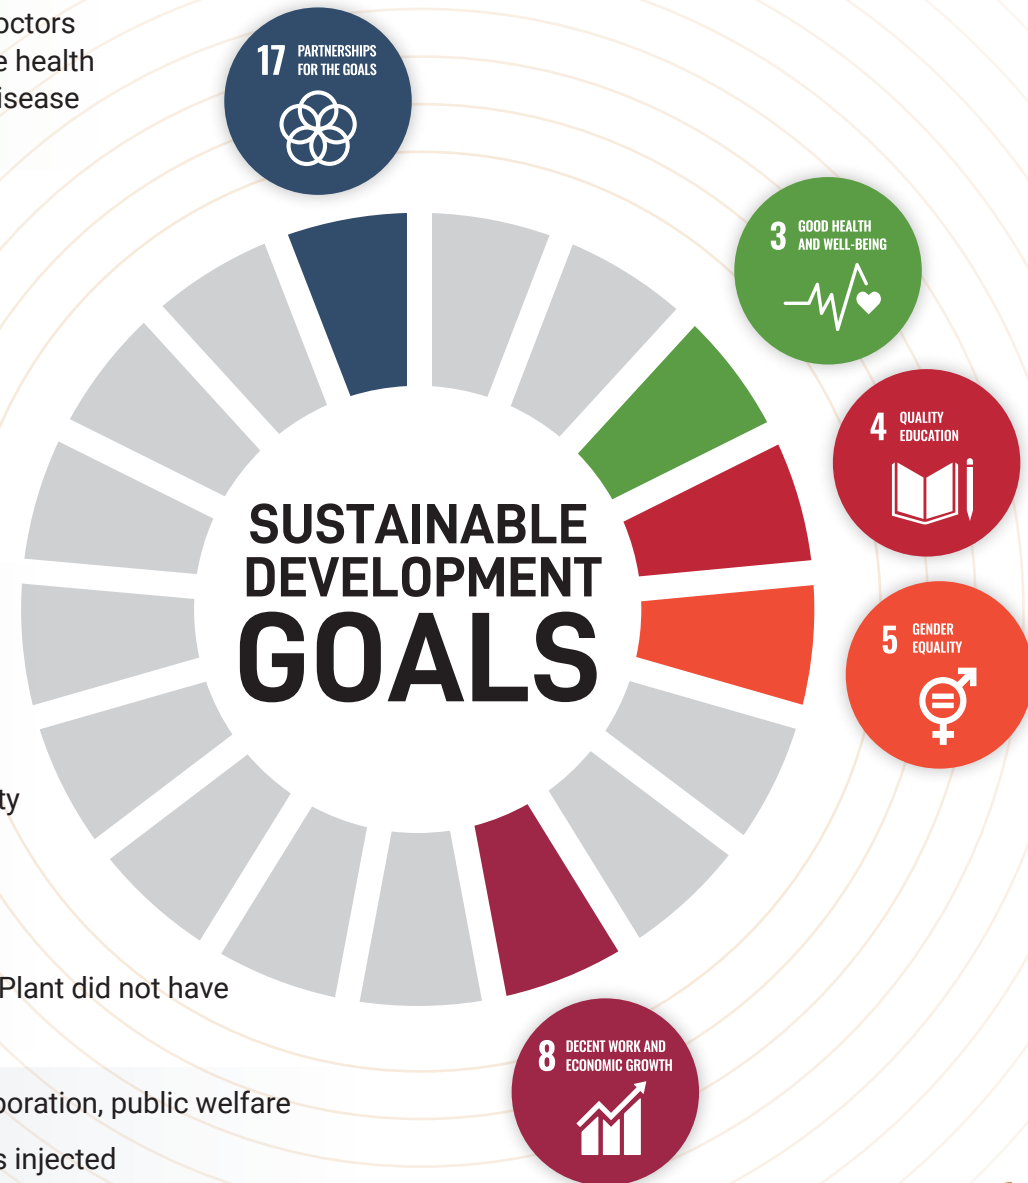 octors
e health
isease
17 PARTNERSHIPS
FOR THE GOALS
3 GOOD HEALTH
AND WELL-BEING
4 QUALITY
EDUCATION
SUSTAINABLE
DEVELOPMENT
GOALS
5 GENDER
EQUALITY
ty
Plant did not have
8 DECENT WORK AND
ECONOMIC GROWTH
poration, public welfare
s injected